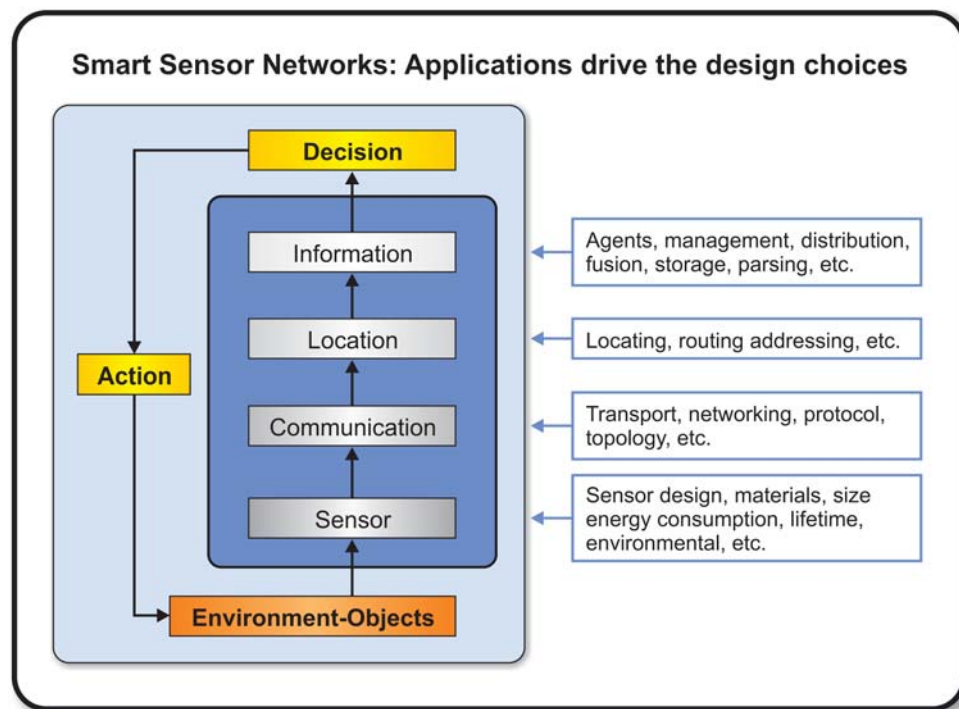 Smart Sensor Networks: Applications drive the design choices
Decision
Information
Agents, management, distribution,
fusion, storage, parsing, etc.
Location
Locating, routing addressing, etc.
Action
Communication
Transport, networking, protocol,
topology, etc.
Sensor
Sensor design, materials, size
energy consumption, lifetime,
environmental, etc.
Environment-Objects